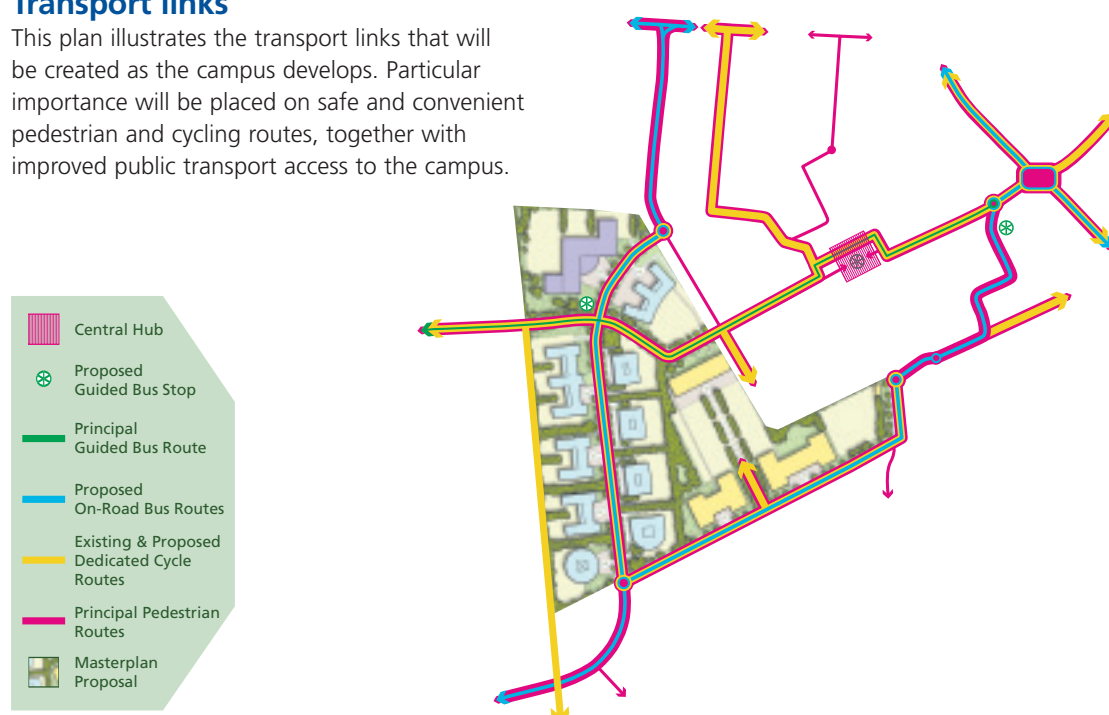 Transport links
This plan illustrates the transport links that will
be created as the campus develops. Particular
importance will be placed on safe and convenient
pedestrian and cycling routes, together with
improved public transport access to the campus.
Central Hub
Proposed
Guided Bus Stop
Principal
Guided Bus Route
Proposed
On-Road Bus Routes
Existing & Proposed
Dedicated Cycle
Routes
Principal Pedestrian
Routes
Masterplan
Proposal